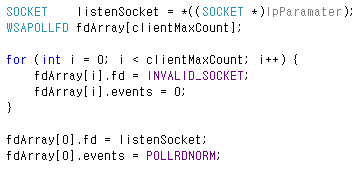 SOCKET    listenSocket = *((SOCKET *)lpParamater);
WSAPOLLFD fdArray[clientMaxCount];

for (int i = 0; i < clientMaxCount; i++) {
    fdArray[i].fd = INVALID_SOCKET;
    fdArray[i].events = 0;
}

fdArray[0].fd = listenSocket;
fdArray[0].events = POLLRDNORM;